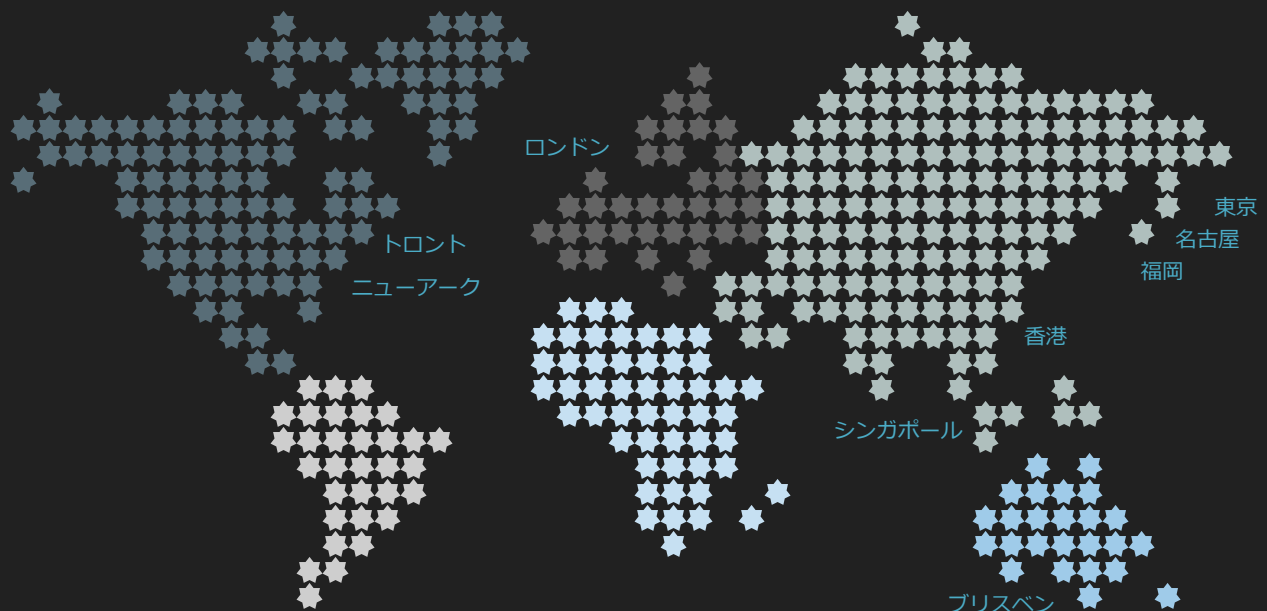 ロンドン
東京
名古屋
トロント
福岡
ニューアーク
香港
シンガポール
ブリスベン